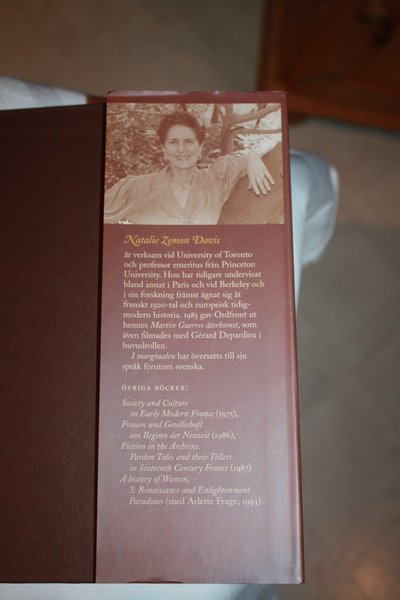 Natalie Zemon Davis
är verksam vid University of Toronto
och professor emeritus från Princeton
University. Hon har tidigare undervisat
bland annat i Paris och vid Berkeley och
i sin forskning främst ägnat sig åt
franskt 1500-tal och europeisk tidig-
modern historia. 1985 gav Ordfront ut
hennes Martin Guerres återkomst, som
även filmades med Gérard Depardieu i
huvudrollen.
I marginalen har översatts till sju
språk förutom svenska.
ÖVRIGA BÖCKER:
Society and Culture
in Early Modern France (1975),
Frauen und Gesellschaft
am Beginn der Neuzeit (1986),
Fiction in the Archives.
Pardon Tales and their Tellers
in Sixteenth Century France (1987)
A history of Women,
3: Renaissance and Enlightenment
Paradoxes (med Arlette Frage; 1993).